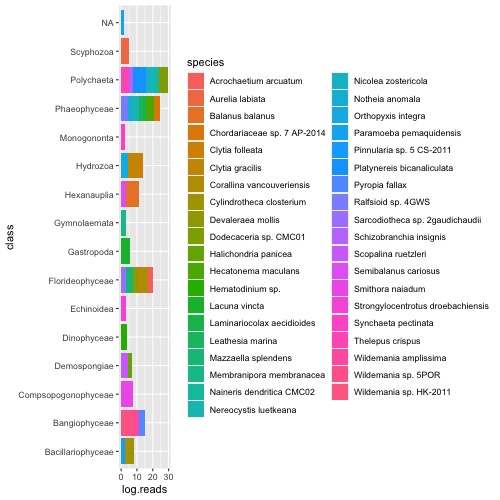 class
NA
Scyphozoa
Polychaeta
Phaeophyceae
Monogononta
Hydrozoa
Hexanauplia
Gymnolaemata
Gastropoda
Florideophyceae
Echinoidea
Dinophyceae
Demospongiae
Compsopogonophyceae
Bangiophyceae
Bacillariophyceae
0 10 20 30
log.reads
species
Acrochaetium arcuatum
Aurelia labiata
Balanus balanus
Chordariaceae sp. 7 AP-2014
Clytia folleata
Clytia gracilis
Corallina vancouveriensis
Cylindrotheca closterium
Devaleraea mollis
Dodecaceria sp. CMC01
Halichondria panicea
Hecatonema maculans
Hematodinium sp.
Lacuna vincta
Laminariocolax aecidioides
Leathesia marina
Mazzaella splendens
Membranipora membranacea
Naineris dendritica CMC02
Nereocystis luetkeana
Nicolea zostericola
Notheia anomala
Orthopyxis integra
Paramoeba pemaquidensis
Pinnularia sp. 5 CS-2011
Platynereis bicanaliculata
Pyropia fallax
Ralfsioid sp. 4GWS
Sarcodiotheca sp. 2gaudichaudii
Schizobranchia insignis
Scopalina ruetzleri
Semibalanus cariosus
Smithora naiadum
Strongylocentrotus droebachiensis
Synchaeta pectinata
Thelepus crispus
Wildemania amplissima
Wildemania sp. 5POR
Wildemania sp. HK-2011